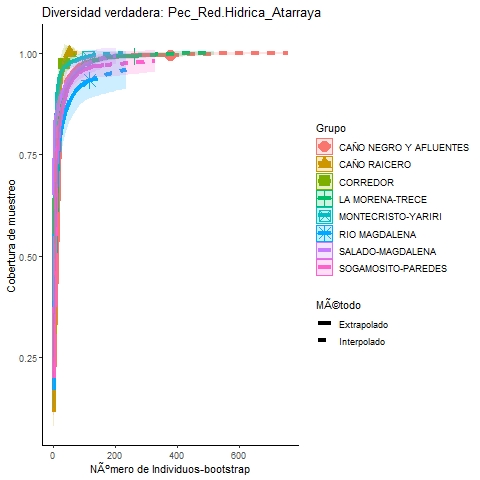 Diversidad verdadera: Pec_Red.Hidrica_Atarraya
1.00
0.75
0.50
0.25
Cobertura de muestreo
0
200
400
600
NÃºmero de Individuos-bootstrap
Grupo
CAÑO NEGRO Y AFLUENTES
CAÑO RAICERO
CORREDOR
LA MORENA-TRECE
MONTECRISTO-YARIRI
RIO MAGDALENA
SALADO-MAGDALENA
SOGAMOSITO-PAREDES
MÃ©todo
Extrapolado
Interpolado